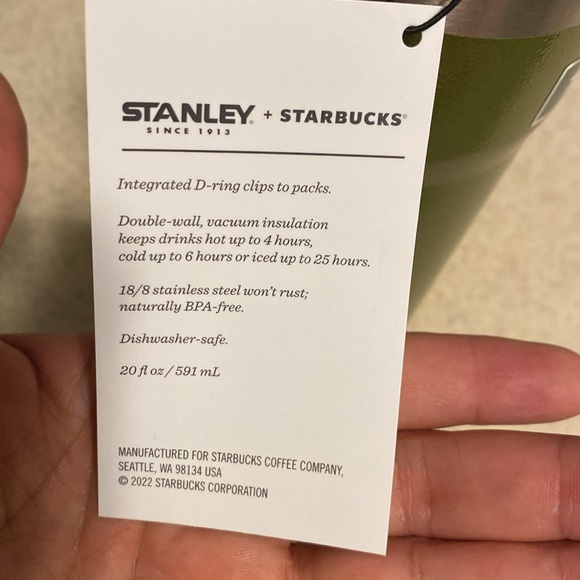 STANLEY® + STARBUCKS®
SINCE 1913
Integrated D-ring clips to packs.
Double-wall, vacuum insulation
keeps drinks hot up to 4 hours,
cold up to 6 hours or iced up to 25 hours.
18/8 stainless steel won't rust;
naturally BPA-free.
Dishwasher-safe.
20 fl oz / 591 mL
MANUFACTURED FOR STARBUCKS COFFEE COMPANY,
SEATTLE, WA 98134 USA
© 2022 STARBUCKS CORPORATION